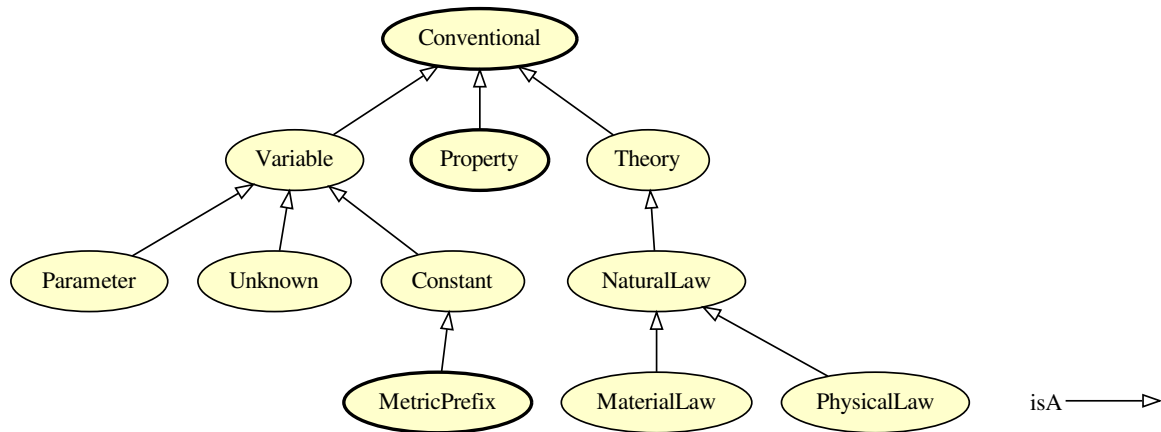 Conventional
Variable
Property
Theory
Parameter
Unknown
Constant
NaturalLaw
MetricPrefix
MaterialLaw
PhysicalLaw
isA